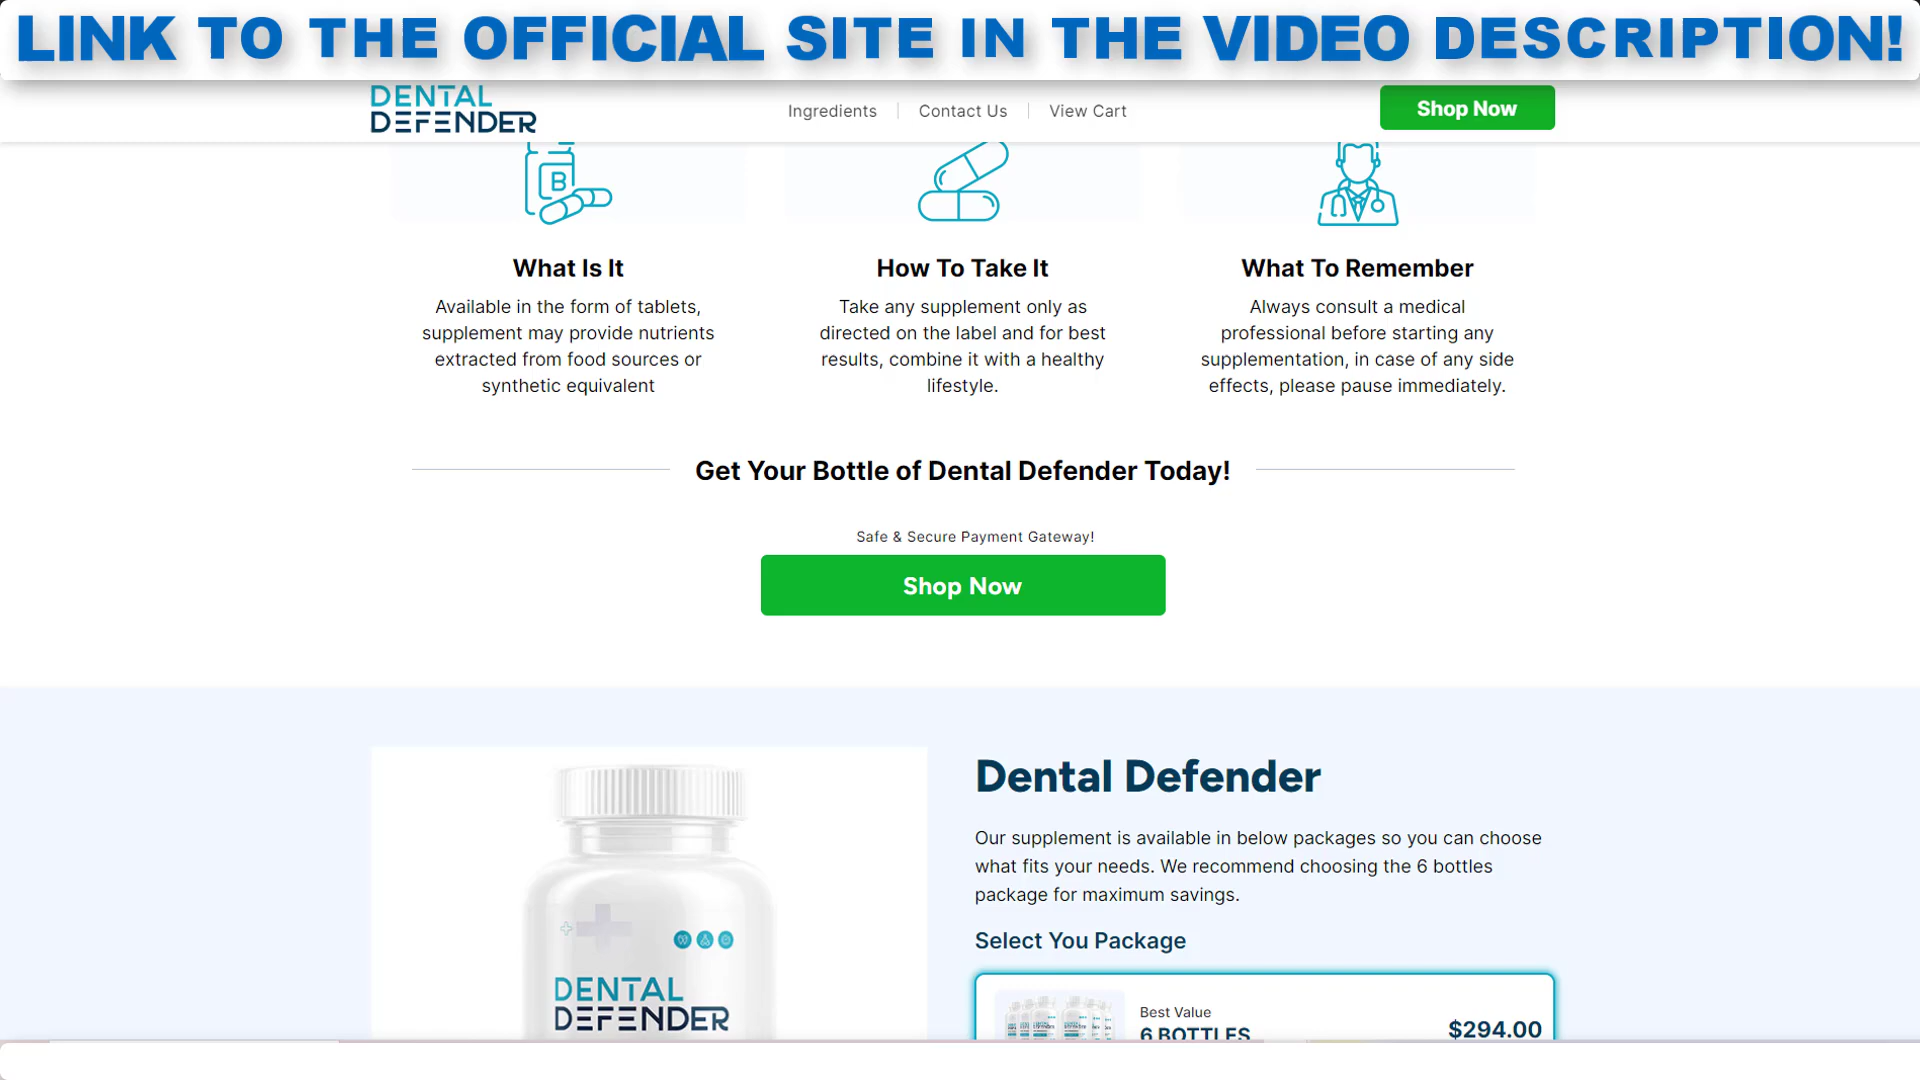 LINK TO THE OFFICIAL SITE IN THE VIDEO DESCRIPTION!
DENTAL
DEFENDER
Ingredients
Contact Us
View Cart
Shop Now
B
What Is It
Available in the form of tablets,
supplement may provide nutrients
extracted from food sources or
synthetic equivalent
How To Take It
Take any supplement only as
directed on the label and for best
results, combine it with a healthy
lifestyle.
What To Remember
Always consult a medical
professional before starting any
supplementation, in case of any side
effects, please pause immediately.
Get Your Bottle of Dental Defender Today!
Safe & Secure Payment Gateway!
Shop Now
DENTAL
DEFENDER
Dental Defender
Our supplement is available in below packages so you can choose
what fits your needs. We recommend choosing the 6 bottles
package for maximum savings.
Select You Package
Best Value
6 BOTTLES
$294.00